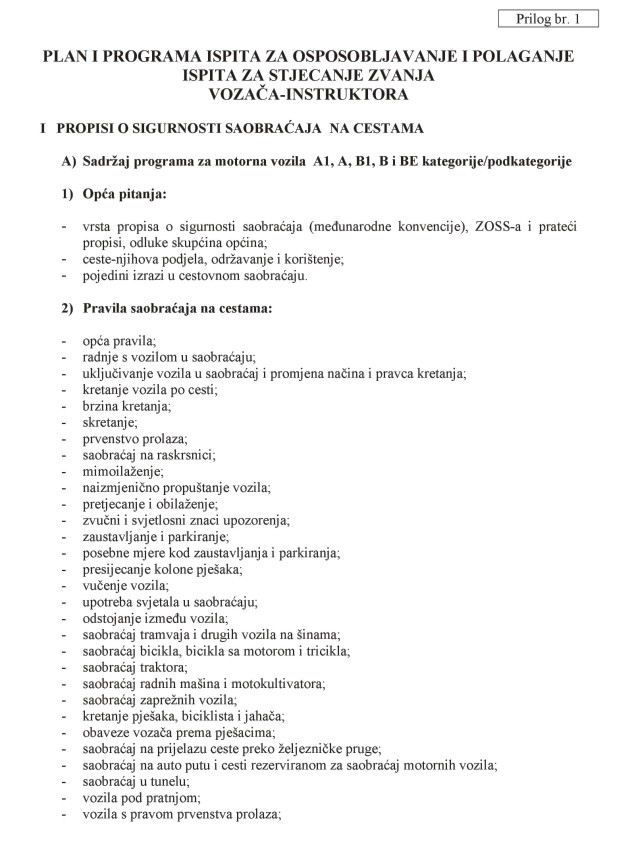 Prilog br. 1
PLAN I PROGRAMA ISPITA ZA OSPOSOBLJAVANJE I POLAGANJE
ISPITA ZA STJECANJE ZVANJA
VOZAČA-INSTRUKTORA
I PROPISI O SIGURNOSTI SAOBRAĆAJA NA CESTAMA
A) Sadržaj programa za motorna vozila A1, A, B1, B i BE kategorije/podkategorije
1) Opća pitanja:
- vrsta propisa o sigurnosti saobraćaja (međunarodne konvencije), ZOSS-a i prateći
propisi, odluke skupćina općina;
- ceste-njihova podjela, održavanje i korištenje;
- pojedini izrazi u cestovnom saobraćaju.
2) Pravila saobraćaja na cestama:
- opća pravila;
- radnje s vozilom u saobraćaju;
- uključivanje vozila u saobraćaj i promjena načina i pravca kretanja;
- kretanje vozila po cesti;
- brzina kretanja;
- skretanje;
- prvenstvo prolaza;
- saobraćaj na raskrsnici;
- mimoilaženje;
- naizmjenično propuštanje vozila;
- pretjecanje i obilaženje;
- zvučni i svjetlosni znaci upozorenja;
- zaustavljanje i parkiranje;
- posebne mjere kod zaustavljanja i parkiranja;
- presijecanje kolone pješaka;
- vučenje vozila;
- upotreba svjetala u saobraćaju;
- odstojanje između vozila;
- saobraćaj tramvaja i drugih vozila na šinama;
- saobraćaj bicikla, bicikla sa motorom i tricikla;
- saobraćaj traktora;
- saobraćaj radnih mašina i motokultivatora;
- saobraćaj zaprežnih vozila;
- kretanje pješaka, biciklista i jahača;
- obaveze vozača prema pješacima;
- saobraćaj na prijelazu ceste preko željezničke pruge;
- saobraćaj na auto putu i cesti rezerviranom za saobraćaj motornih vozila;
- saobraćaj u tunelu;
- vozila pod pratnjom;
- vozila s pravom prvenstva prolaza;